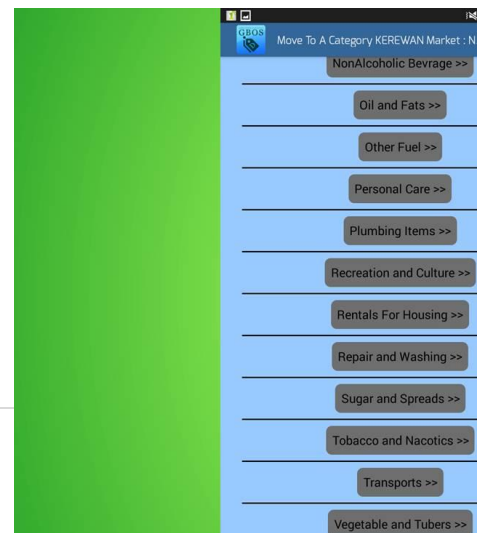 GBOS
Move To A Category KEREWAN Market : N
NonAlcoholic Bevrage >>
Oil and Fats >>
Other Fuel >>
Personal Care >>
Plumbing Items >>
Recreation and Culture >>
Rentals For Housing >>
Repair and Washing >>
Sugar and Spreads >>
Tobacco and Nacotics >>
Transports >>
Vegetable and Tubers >>